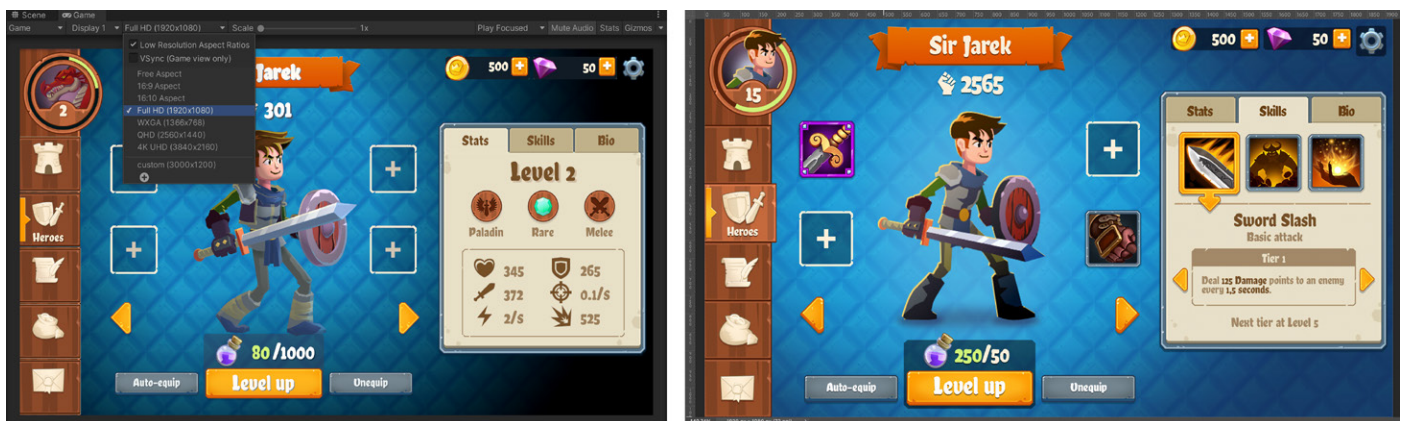 Scene Game
Game Display 1 Full HD (1920x1080) Scale 1x Play Focused Mute Audio Stats Gizmos
Low Resolution Aspect Ratios
VSync (Game view only)
Free Aspect
16:9 Aspect
16:10 Aspect
Full HD (1920x1080)
WXGA (1366x768)
QHD (2560x1440)
4K UHD (3840x2160)
custom (3000x1200)
2
Jarek
301
500
50
Heroes
Stats Skills Bio
Level 2
Paladin Rare Melee
345 265
372 0.1/s
2/s 525
80/1000
Auto-equip Level up Unequip
15
Sir Jarek
2565
500
50
Heroes
Stats Skills Bio
Sword Slash
Basic attack
Tier 1
Deal 125 Damage points to an enemy
every 1,5 seconds.
Next tier at Level 5
250/50
Auto-equip Level up Unequip